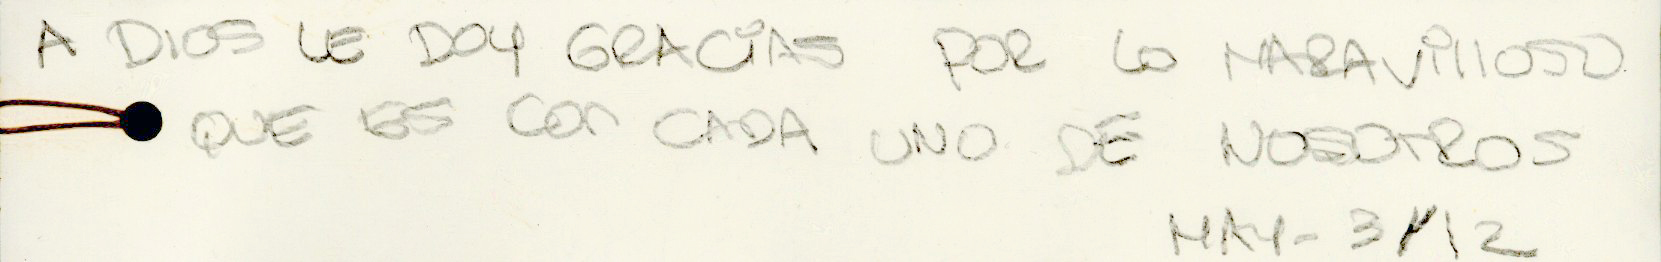 A DIOS LE DOY GRACIAS POR LO MARAVILLOSO
QUE ES CON CADA UNO DE NOSOTROS
MAY-3/12